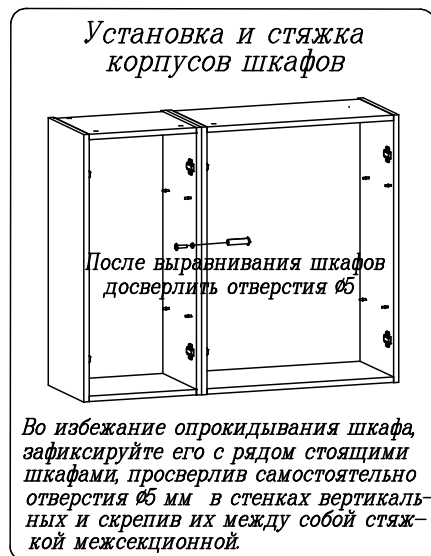 Установка и стяжка
корпусов шкафов
После выравнивания шкафов
досверлить отверстия ø5
Во избежание опрокидывания шкафа,
зафиксируйте его с рядом стоящими
шкафами, просверлив самостоятельно
отверстия ø5 мм в стенках вертикаль-
ных и скрепив их между собой стяж-
кой межсекционной.